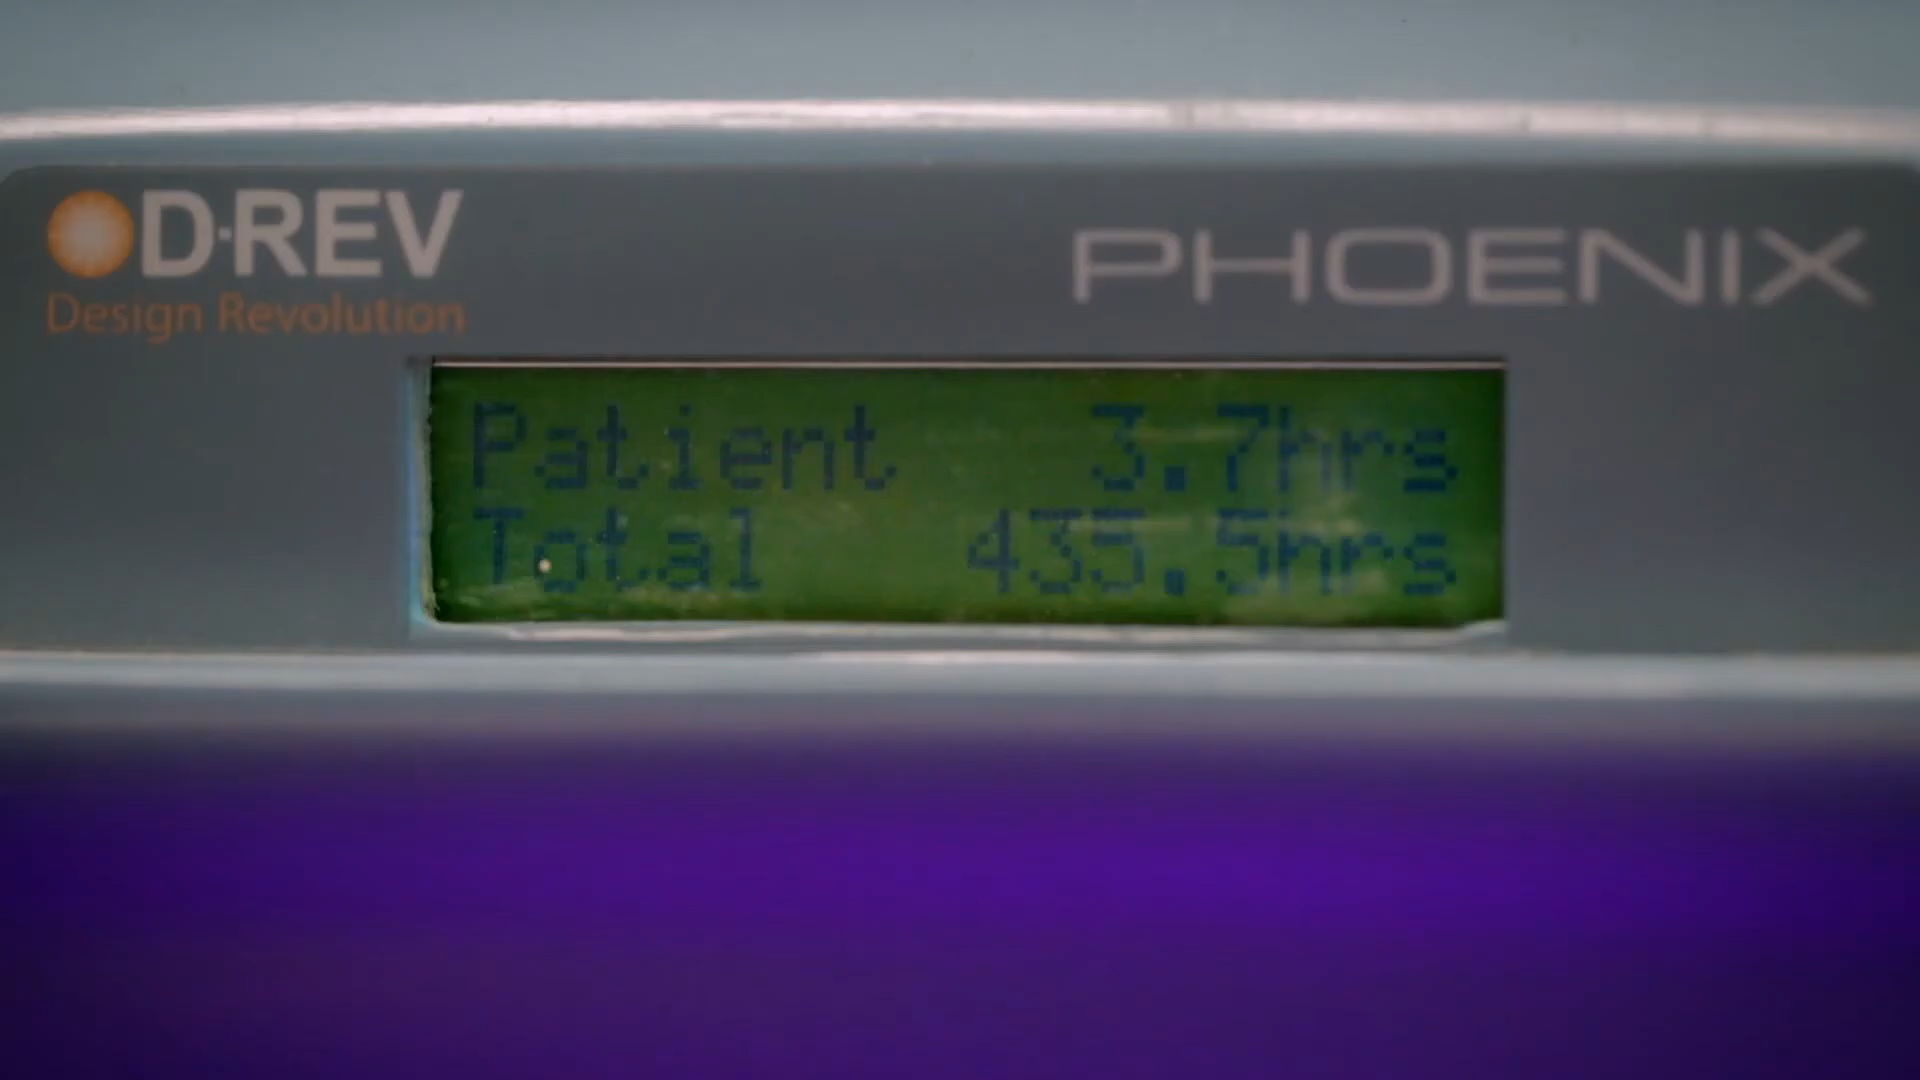 D·REV
Design Revolution
PHOENIX
Patient 3.7hrs
Total 435.5hrs